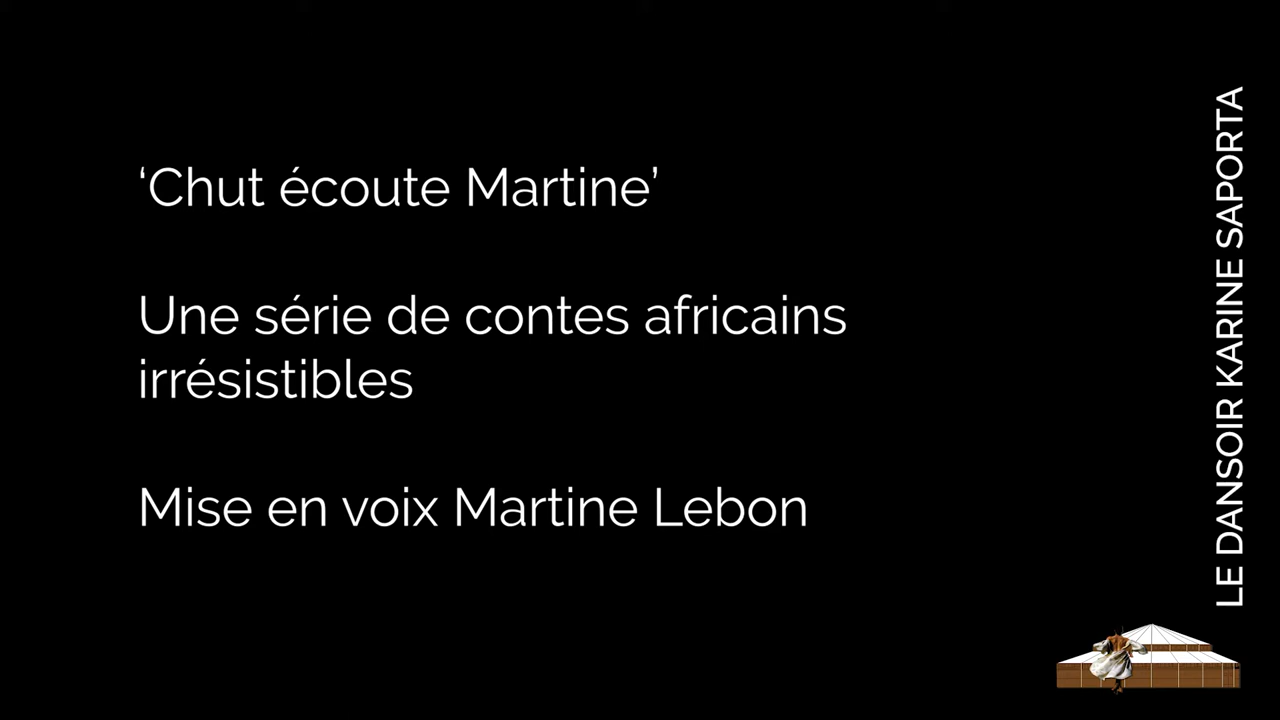 ‘Chut écoute Martine’
Une série de contes africains
irrésistibles
Mise en voix Martine Lebon
LE DANSOIR KARINE SAPORTA